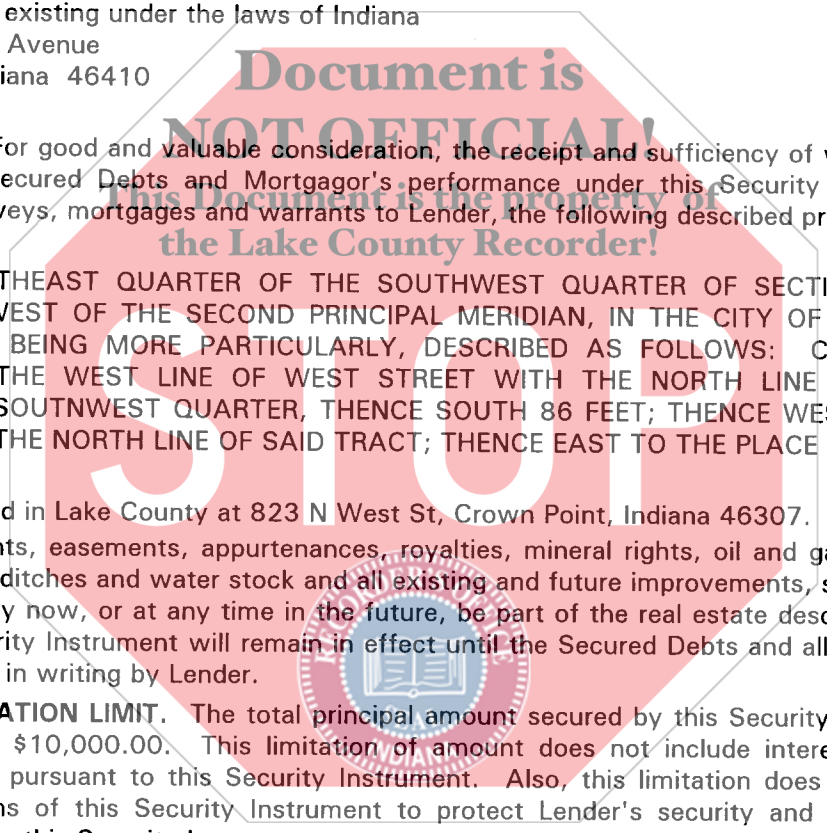 existing under the laws of Indiana
Avenue
iana 46410
Document is
NOT OFFICIAL!
This Document is the property of
the Lake County Recorder!
For good and valuable consideration, the receipt and sufficiency of
ecured Debts and Mortgagor's performance under this Security
veys, mortgages and warrants to Lender, the following described pr
THEAST QUARTER OF THE SOUTHWEST QUARTER OF SECTI
VEST OF THE SECOND PRINCIPAL MERIDIAN, IN THE CITY OF
BEING MORE PARTICULARLY, DESCRIBED AS FOLLOWS: C
THE WEST LINE OF WEST STREET WITH THE NORTH LINE
SOUTNWEST QUARTER, THENCE SOUTH 86 FEET; THENCE WES
THE NORTH LINE OF SAID TRACT; THENCE EAST TO THE PLACE
STOP
d in Lake County at 823 N West St, Crown Point, Indiana 46307.
nts, easements, appurtenances, royalties, mineral rights, oil and ga
ditches and water stock and all existing and future improvements, s
y now, or at any time in the future, be part of the real estate desc
rity Instrument will remain in effect until the Secured Debts and all
in writing by Lender.
ATION LIMIT. The total principal amount secured by this Security
$10,000.00. This limitation of amount does not include intere
pursuant to this Security Instrument. Also, this limitation does
ns of this Security Instrument to protect Lender's security and
INDIANA